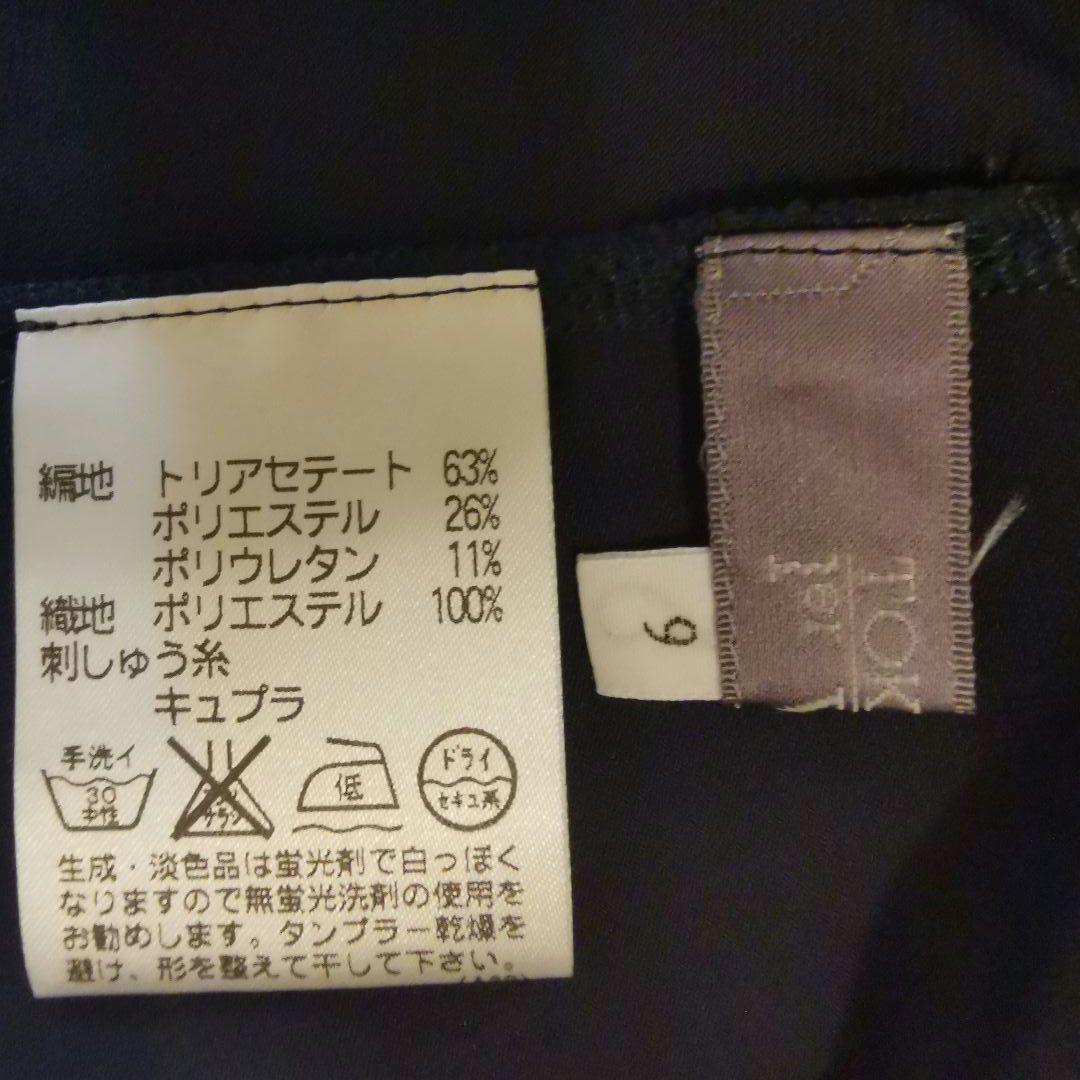 編地 トリアセテート 63%
ポリエステル 26%
ポリウレタン 11%
織地 ポリエステル 100%
刺しゅう糸
キュプラ
手洗イ
30
中性
サラシ
低
ドライ
セキユ系
生成・淡色品は蛍光剤で白っぽく
なりますので無蛍光洗剤の使用を
お勧めします。タンブラー乾燥を
避け、形を整えて干して下さい。
9
TOK